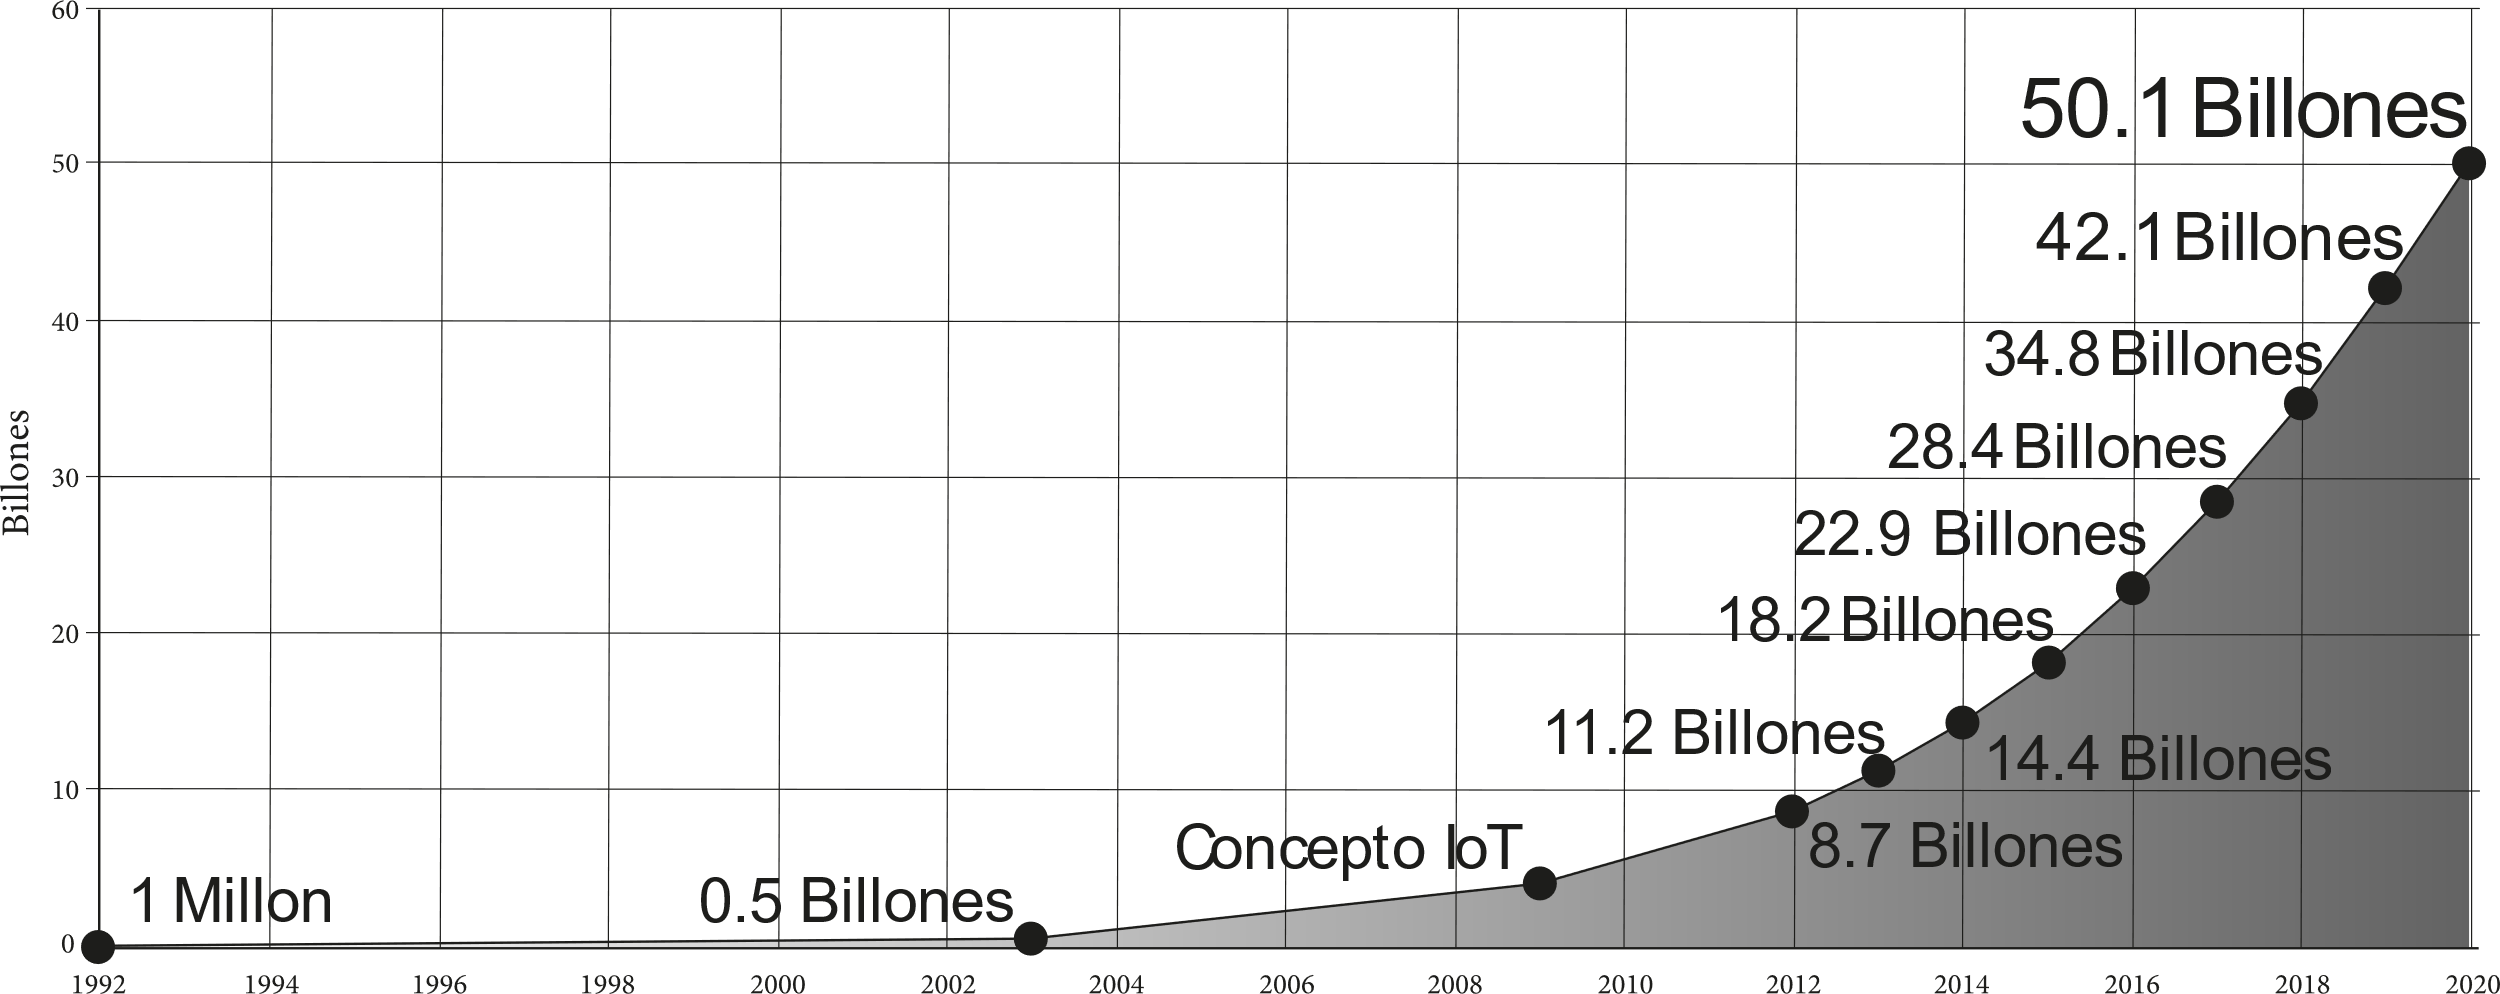 60
50.1 Billones
50
42.1 Billones
40
34.8 Billones
28.4 Billones
30
22.9 Billones
18.2 Billones
20
11.2 Billones
14.4 Billones
10
Concepto IoT
8.7 Billones
1 Millon
0.5 Billones
0
Billones
1992 1994 1996 1998 2000 2002 2004 2006 2008 2010 2012 2014 2016 2018 2020